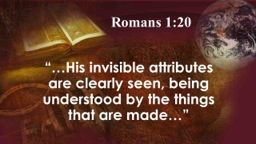 Romans 1:20
“…His invisible attributes
are clearly seen, being
understood by the things
that are made…”